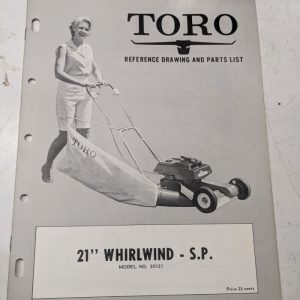 TORO
REFERENCE DRAWING AND PARTS LIST
TORO
21" WHIRLWIND - S.P.
MODEL NO. 20121
Price 25 cents